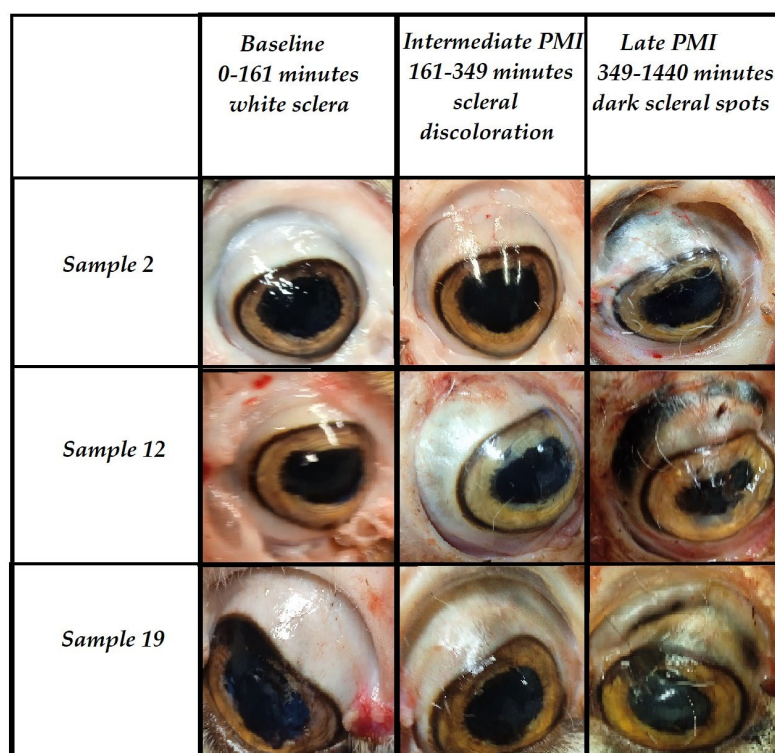 Baseline
0-161 minutes
white sclera
Intermediate PMI
161-349 minutes
scleral
discoloration
Late PMI
349-1440 minutes
dark scleral spots
Sample 2
Sample 12
Sample 19